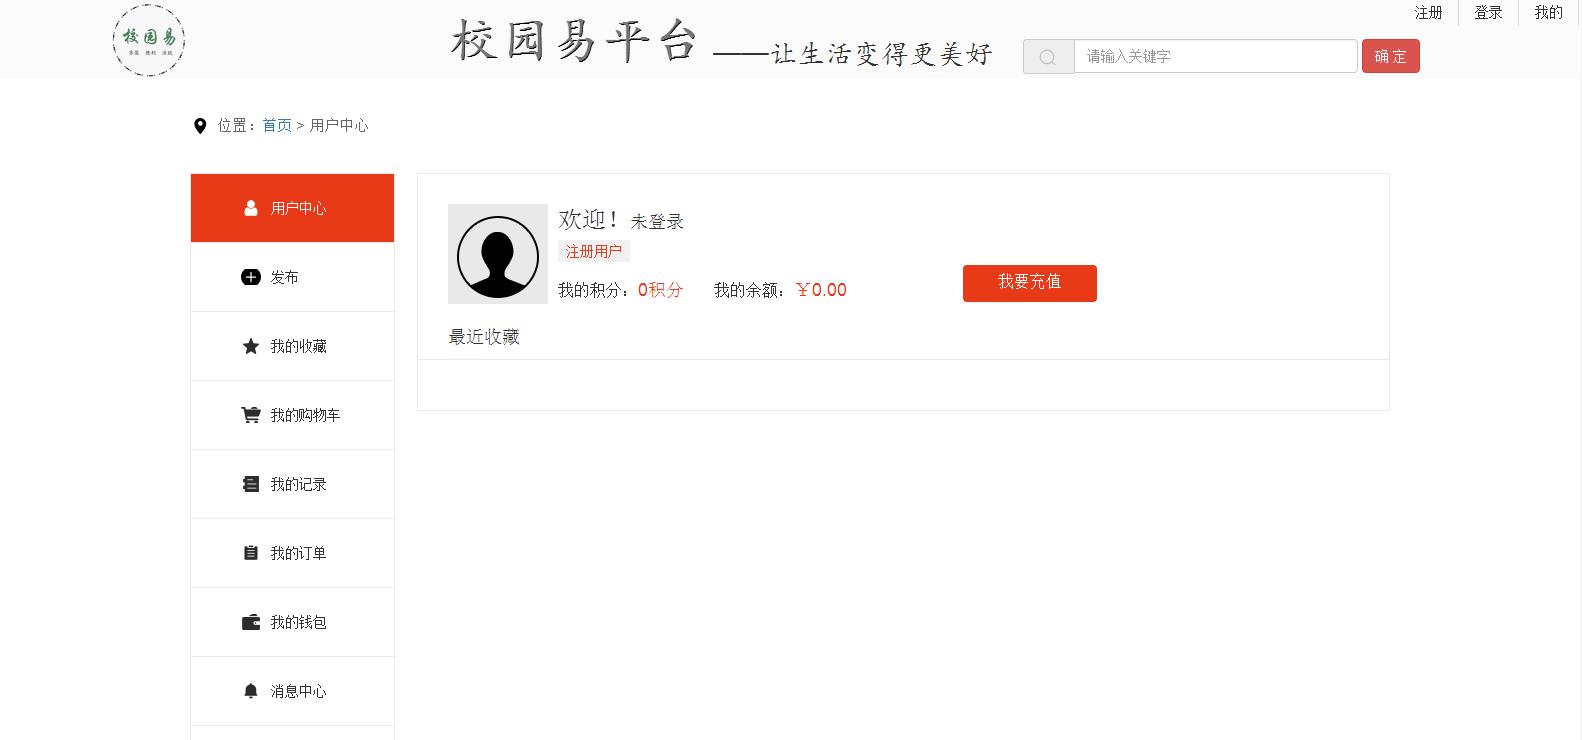 注册 登录 我的
校园易
校园易平台 ——让生活变得更美好
请输入关键字 确 定
位置：首页 > 用户中心
用户中心
发布
我的收藏
我的购物车
我的记录
我的订单
我的钱包
消息中心
欢迎！未登录
注册用户
我的积分：0积分 我的余额：￥0.00
我要充值
最近收藏